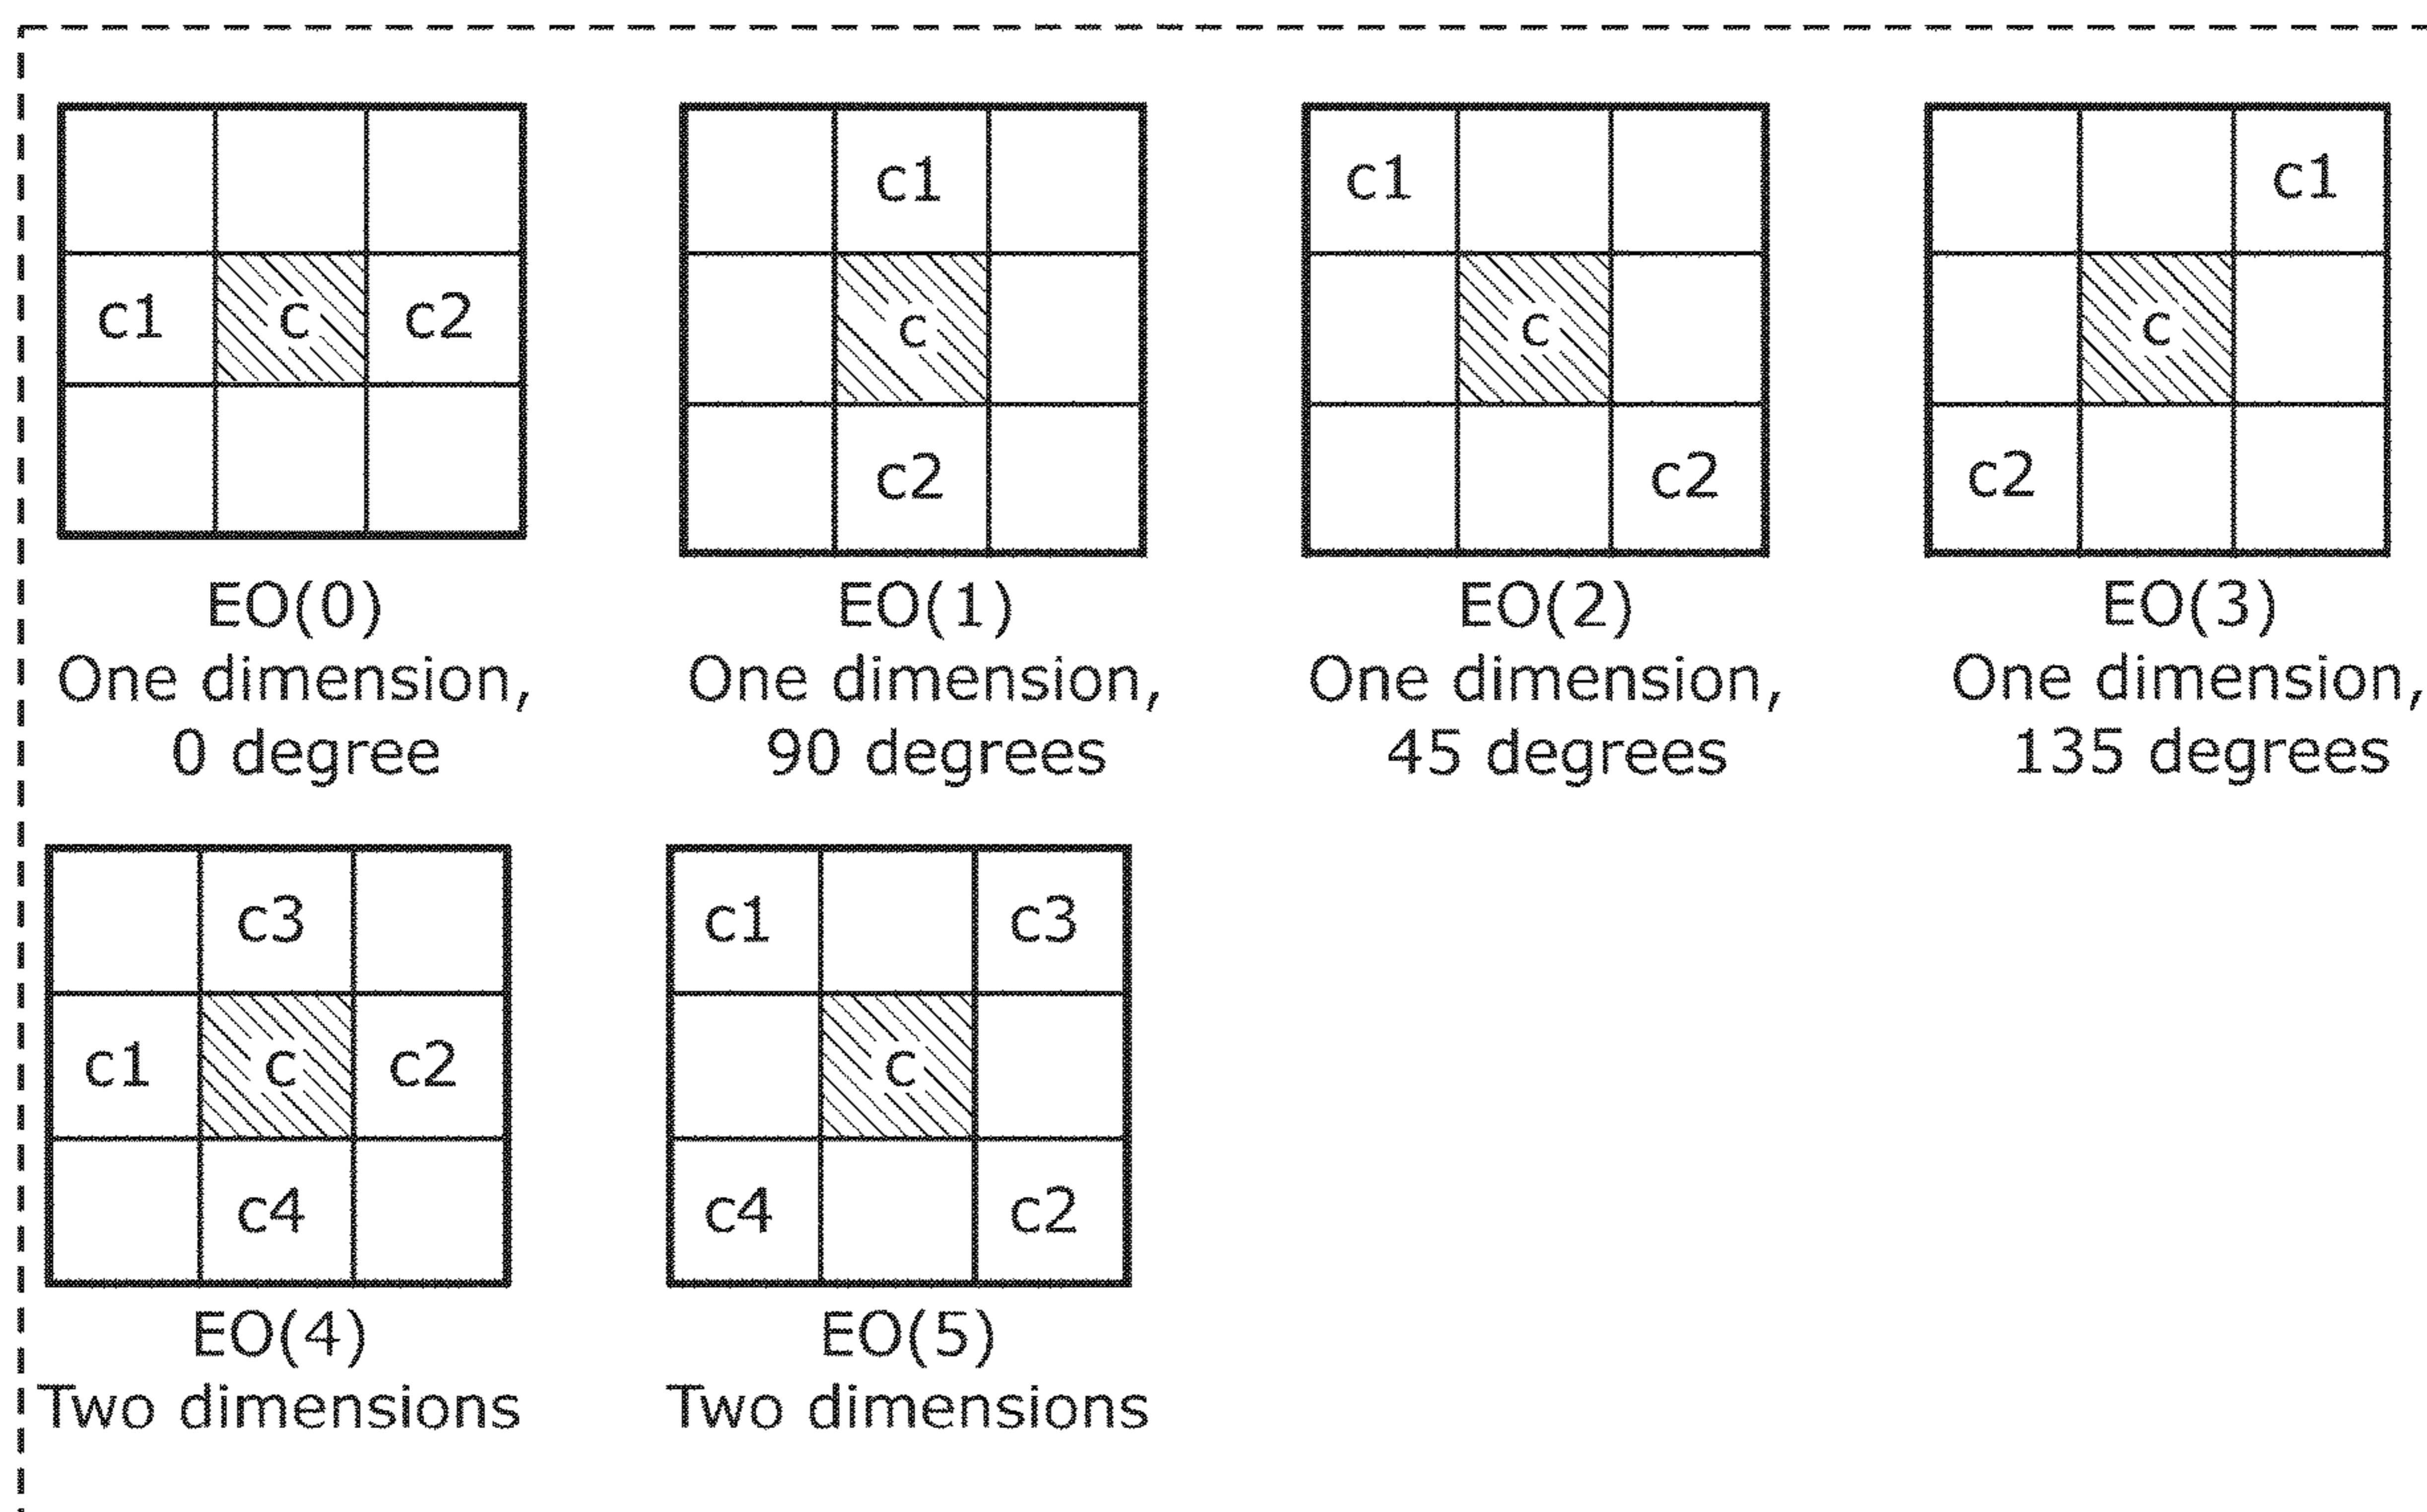 c1
c
c2
EO(0)
One dimension,
0 degree
c1
c
c2
EO(1)
One dimension,
90 degrees
c1
c
c2
EO(2)
One dimension,
45 degrees
c1
c
c2
EO(3)
One dimension,
135 degrees
c3
c1 c c2
c4
EO(4)
Two dimensions
c1 c3
c
c4 c2
EO(5)
Two dimensions